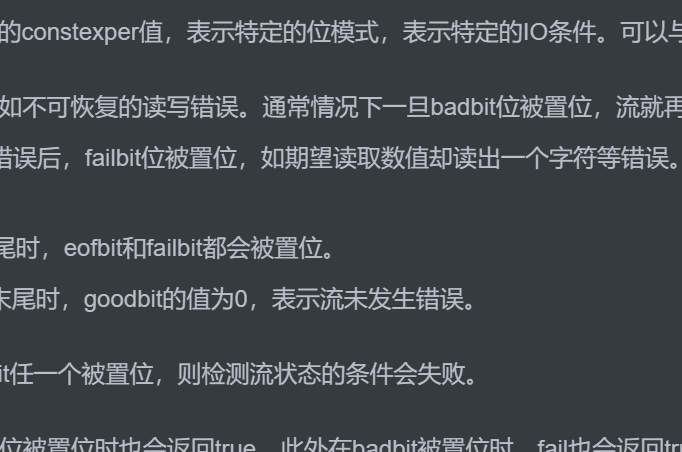 的constexper值，表示特定的位模式，表示特定的IO条件。可以与
如不可恢复的读写错误。通常情况下一旦badbit位被置位，流就再
错误后，failbit位被置位，如期望读取数值却读出一个字符等错误。
尾时，eofbit和failbit都会被置位。
末尾时，goodbit的值为0，表示流未发生错误。
it任一个被置位，则检测流状态的条件会失败。
位被置位时也会返回true，此外在badbit被置位时，fail也会返回tru